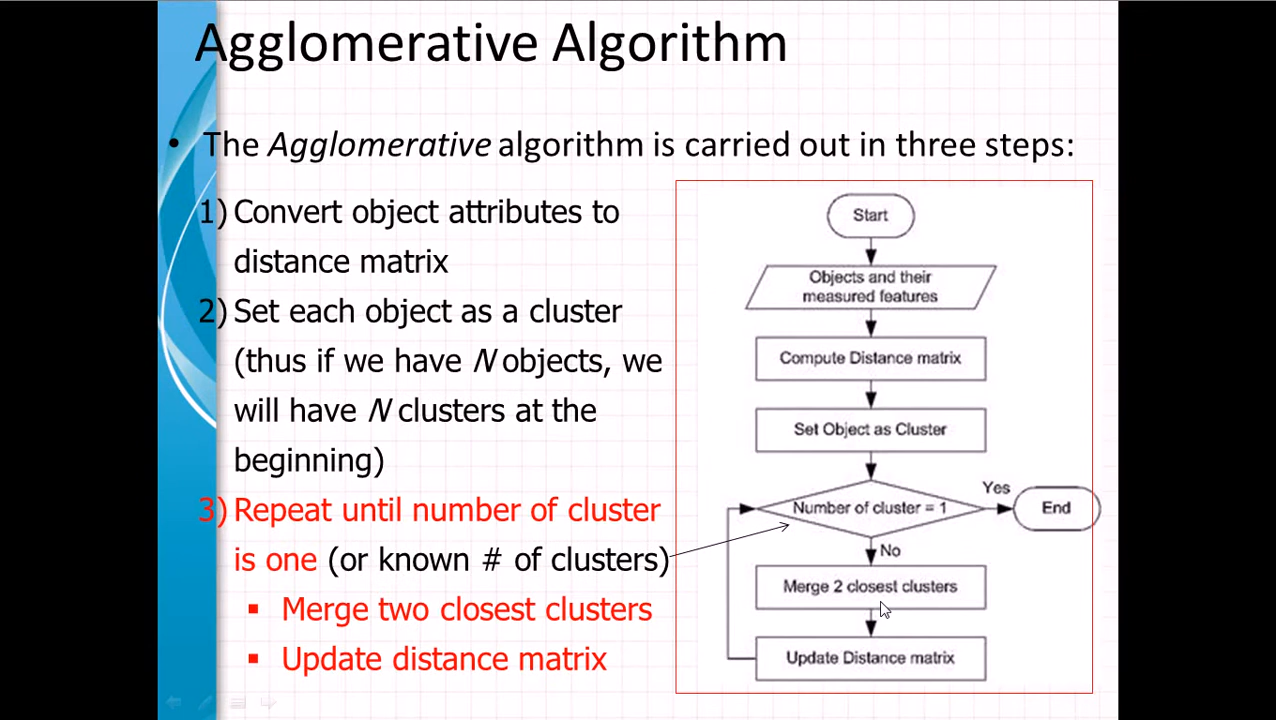 Agglomerative Algorithm
• The Agglomerative algorithm is carried out in three steps:
1) Convert object attributes to
distance matrix
2) Set each object as a cluster
(thus if we have N objects, we
will have N clusters at the
beginning)
3) Repeat until number of cluster
is one (or known # of clusters)
▪ Merge two closest clusters
▪ Update distance matrix
Start
Objects and their
measured features
Compute Distance matrix
Set Object as Cluster
Number of cluster = 1
Yes
End
No
Merge 2 closest clusters
Update Distance matrix